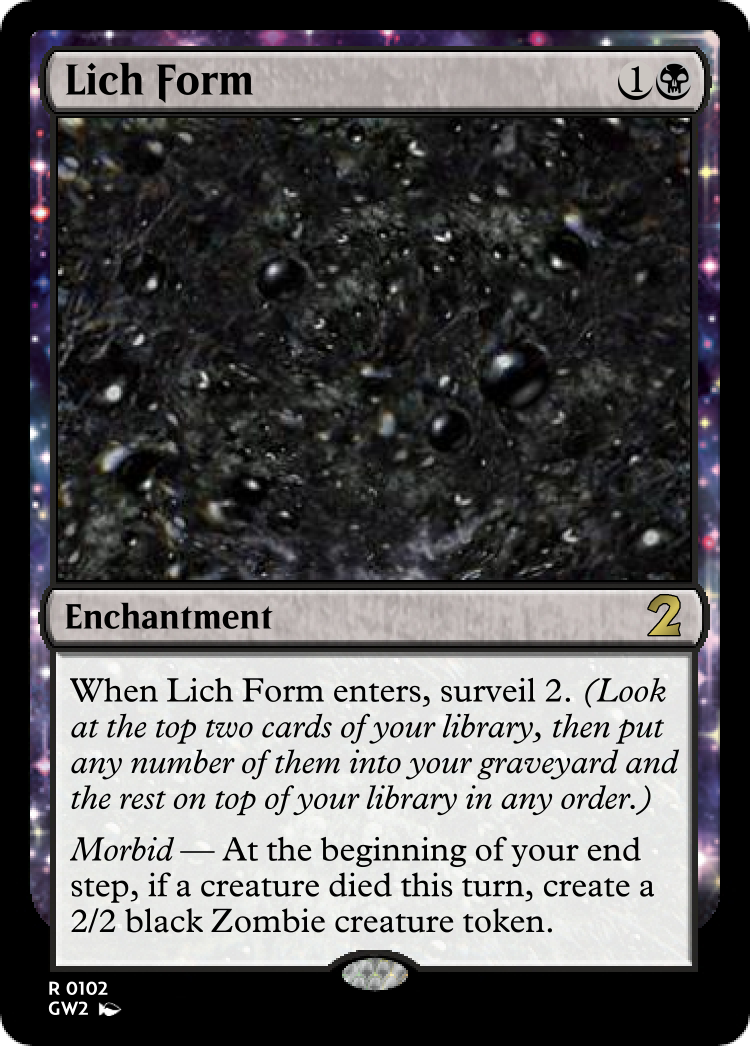 Lich Form 1
Enchantment 2
When Lich Form enters, surveil 2. (Look
at the top two cards of your library, then put
any number of them into your graveyard and
the rest on top of your library in any order.)
Morbid — At the beginning of your end
step, if a creature died this turn, create a
2/2 black Zombie creature token.
R 0102
GW2